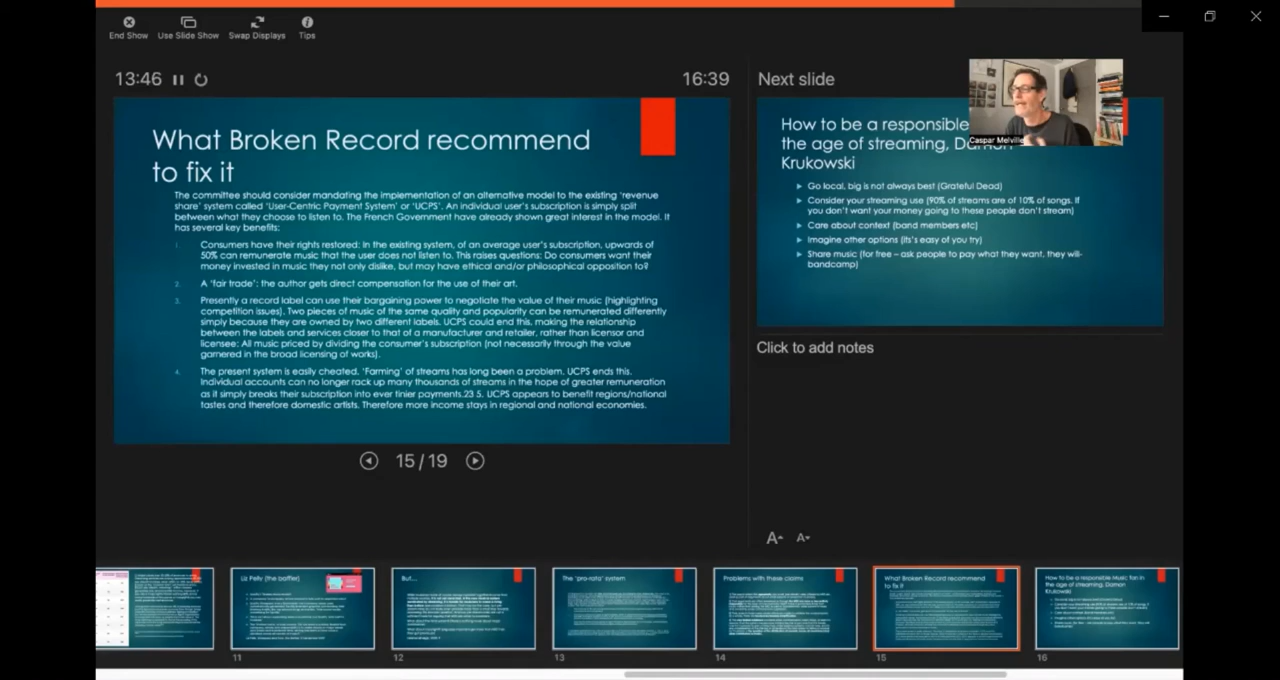 End Show
Use Slide Show
Swap Displays
Tips
13:46
16:39
What Broken Record recommend
to fix it
The committee should consider mandating the implementation of an alternative model to the existing 'revenue
share' system called 'User-Centric Payment System' or 'UCPS'. An individual user's subscription is simply split
between what they choose to listen to. The French Government have already shown great interest in the model. It
has several key benefits:
1 Consumers have their rights restored: In the existing system, of an average user's subscription, upwards of
50% can remunerate music that the user does not listen to. This raises questions: Do consumers want their
money invested in music they not only dislike, but may have ethical and/or philosophical opposition to?
2. A 'fair trade': the author gets direct compensation for the use of their art.
3. Presently a record label can use their bargaining power to negotiate the value of their music (highlighting
competition issues). Two pieces of music of the same quality and popularity can be remunerated differently
simply because they are owned by two different labels. UCPS could end this, making the relationship
between the labels and services closer to that of a manufacturer and retailer, rather than licensor and
licensee: All music priced by dividing the consumer's subscription (not necessarily through the value
garnered in the broad licensing of works).
4. The present system is easily cheated. 'Farming' of streams has long been a problem. UCPS ends this.
Individual accounts can no longer rack up many thousands of streams in the hope of greater remuneration
as it simply breaks their subscription into ever tinier payments.23 5. UCPS appears to benefit regions/national
tastes and therefore domestic artists. Therefore more income stays in regional and national economies.
15 / 19
Next slide
Caspar Melville
How to be a responsible
the age of streaming, Damon
Krukowski
Go local, big is not always best (Grateful Dead)
Consider your streaming use (90% of streams are of 10% of songs. If
you don't want your money going to these people don't stream)
Care about context (band members etc)
Imagine other options (its's easy of you try)
Share music (for free – ask people to pay what they want, they will-
bandcamp)
Click to add notes
A
A
Liz Pelly (the baffler)
But...
The 'pro-rata' system
Problems with these claims
What Broken Record recommend
to fix it
How to be a responsible Music fan in
the age of streaming, Damon
Krukowski
11
12
13
14
15
16